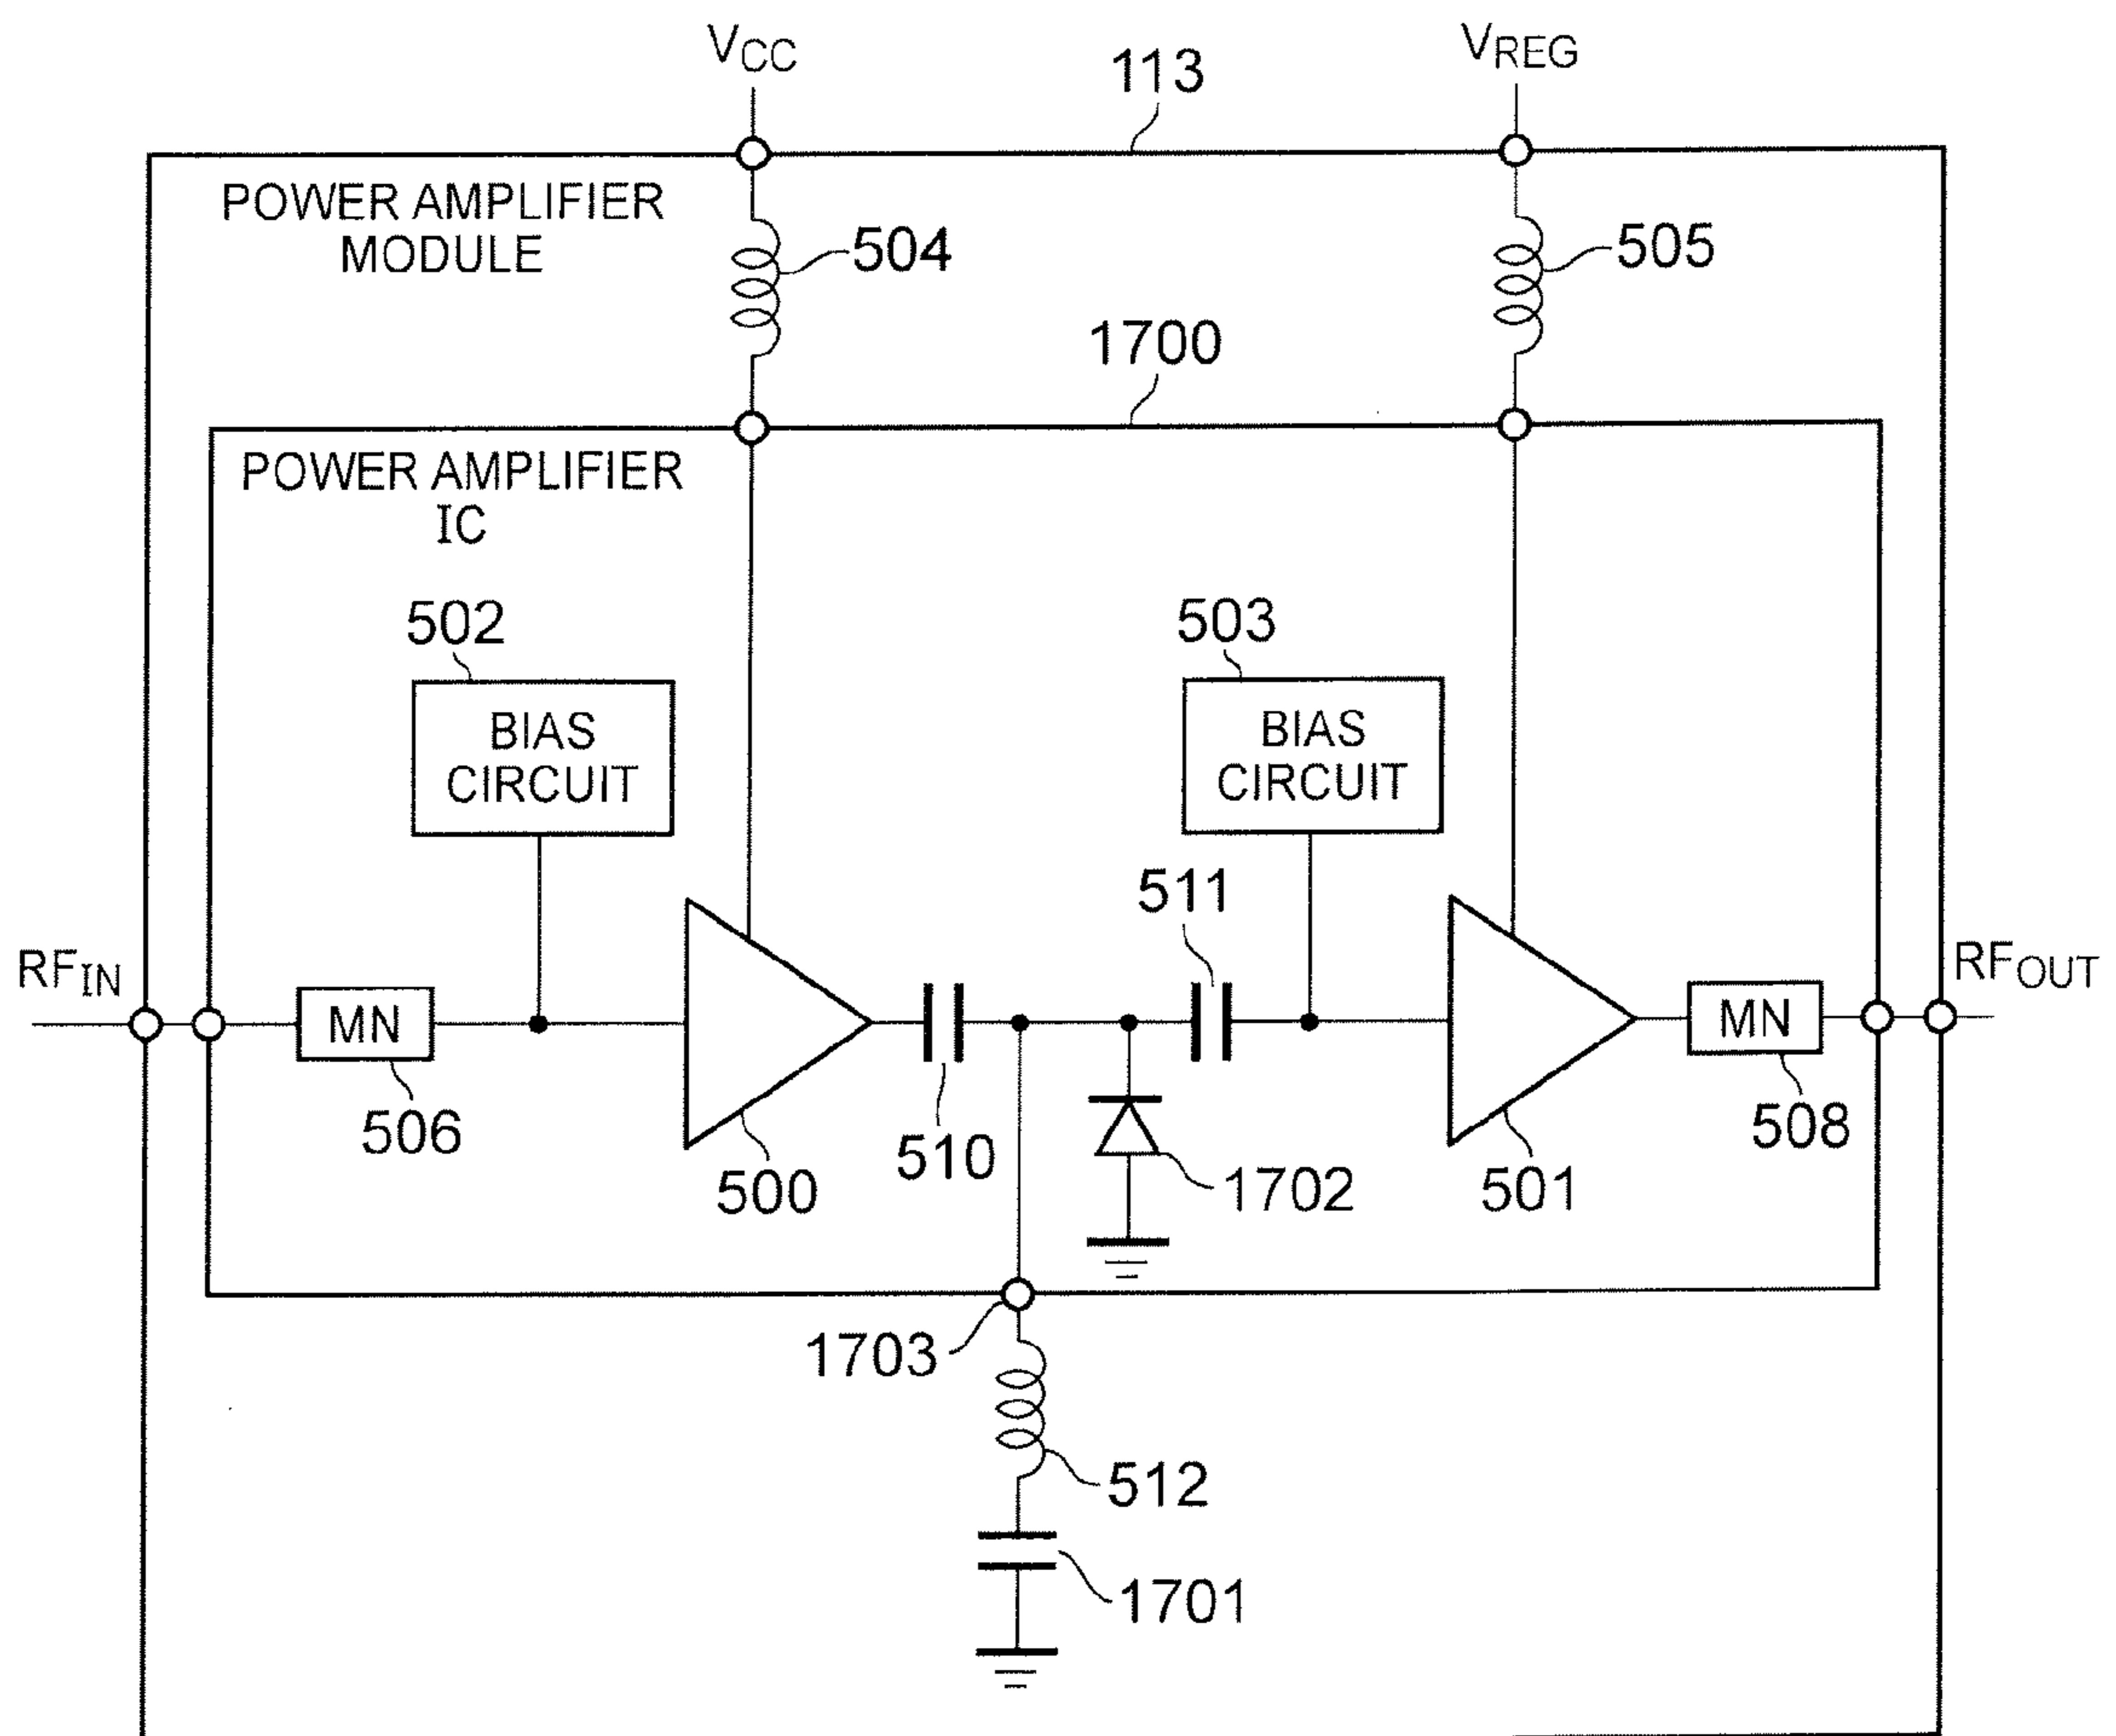 VCC
113
VREG
POWER AMPLIFIER
MODULE
504
505
1700
POWER AMPLIFIER
IC
502
503
BIAS
CIRCUIT
BIAS
CIRCUIT
511
RFIN
RFOUT
MN
MN
506
500
510
1702
501
508
1703
512
1701